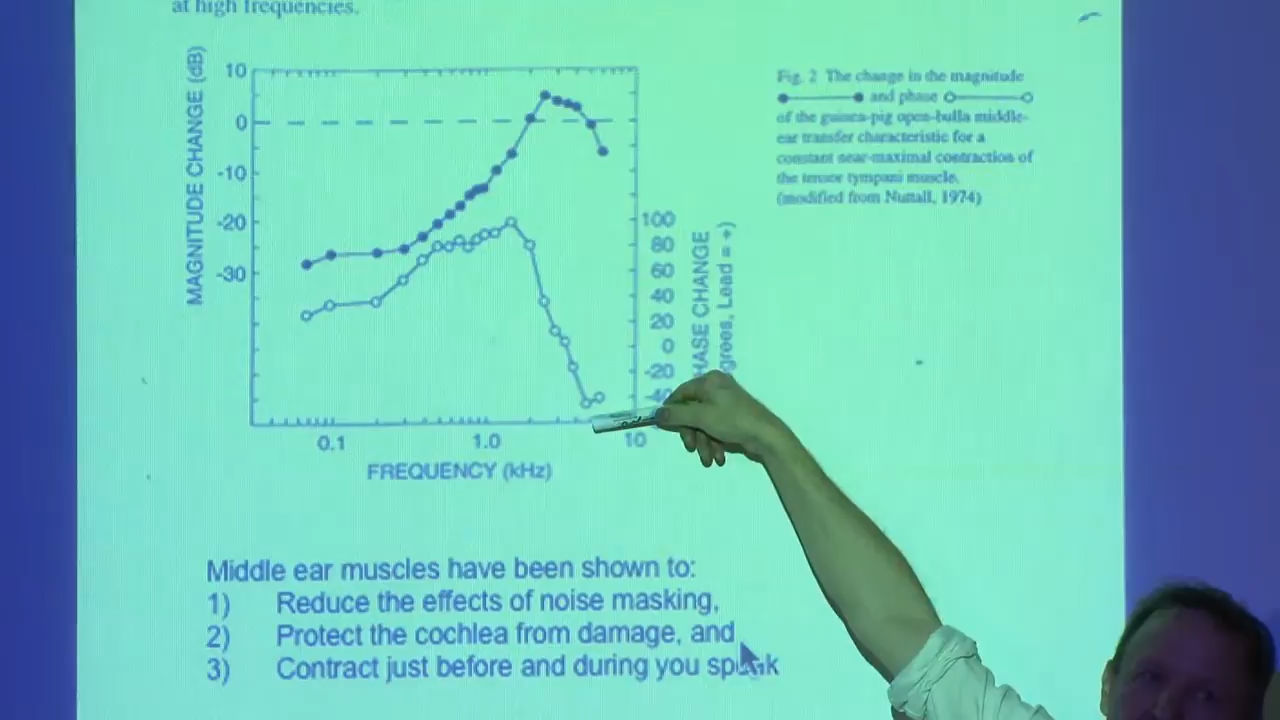 at high frequencies.
MAGNITUDE CHANGE (dB)
10
0
-10
-20
-30
100
80
60
40
20
0
-20
-40
HASE CHANGE
grees, Lead = +)
0.1
1.0
10
FREQUENCY (kHz)
Fig. 2 The change in the magnitude
and phase
of the guinea-pig open-bulla middle-
ear transfer characteristic for a
constant near-maximal contraction of
the tensor tympani muscle.
(modified from Nuttall, 1974)
Middle ear muscles have been shown to:
1) Reduce the effects of noise masking,
2) Protect the cochlea from damage, and
3) Contract just before and during you speak